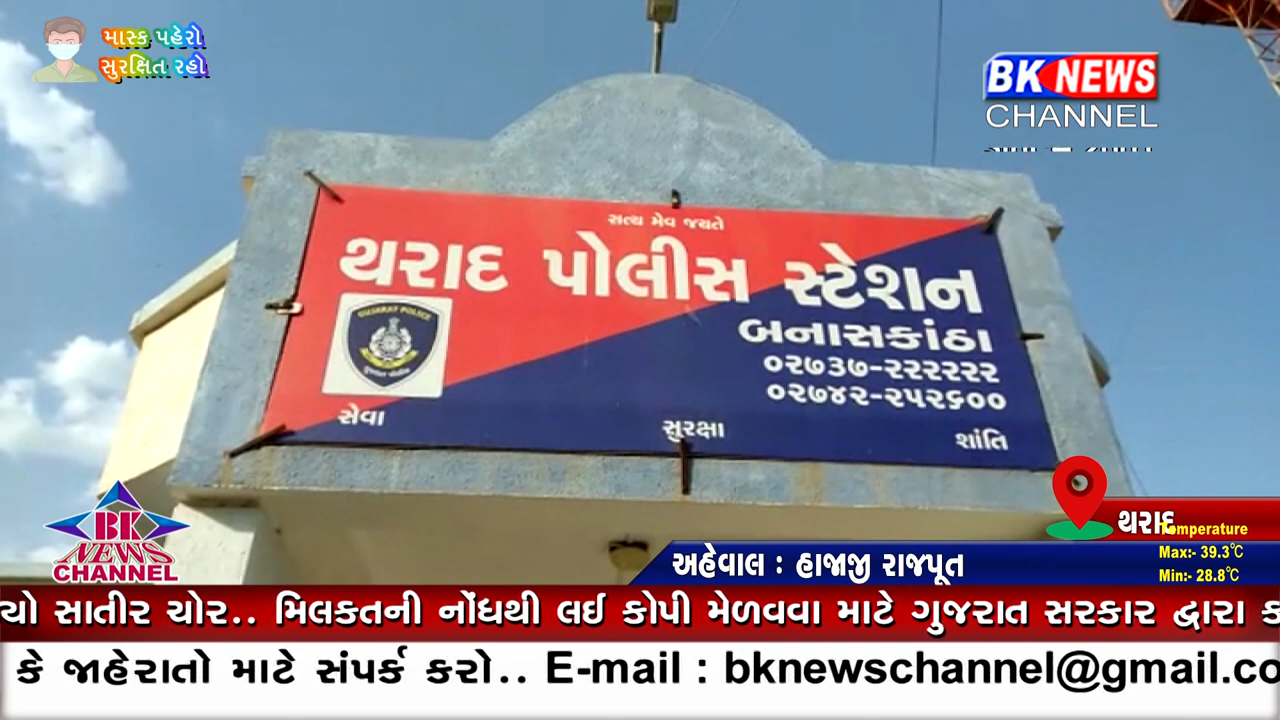 માસ્ક પહેરો
સુરક્ષિત રહો
BK NEWS
CHANNEL
સત્ય મેવ જયતે
થરાદ પોલીસ સ્ટેશન
GUJARAT POLICE
બનાસકાંઠા
૦૨૭૩૭-૨૨૨૨૨૨
૦૨૭૪૨-૨૫૨૬૦૦
સેવા
સુરક્ષા
શાંતિ
BK
NEWS
CHANNEL
થરાદ
Temperature
Max:- 39.3℃
Min:- 28.8℃
અહેવાલ : હાજાજી રાજપૂત
યો સાતીર ચોર.. મિલકતની નોંધથી લઈ કોપી મેળવવા માટે ગુજરાત સરકાર દ્વારા ક
કે જાહેરાતો માટે સંપર્ક કરો.. E-mail : bknewschannel@gmail.co